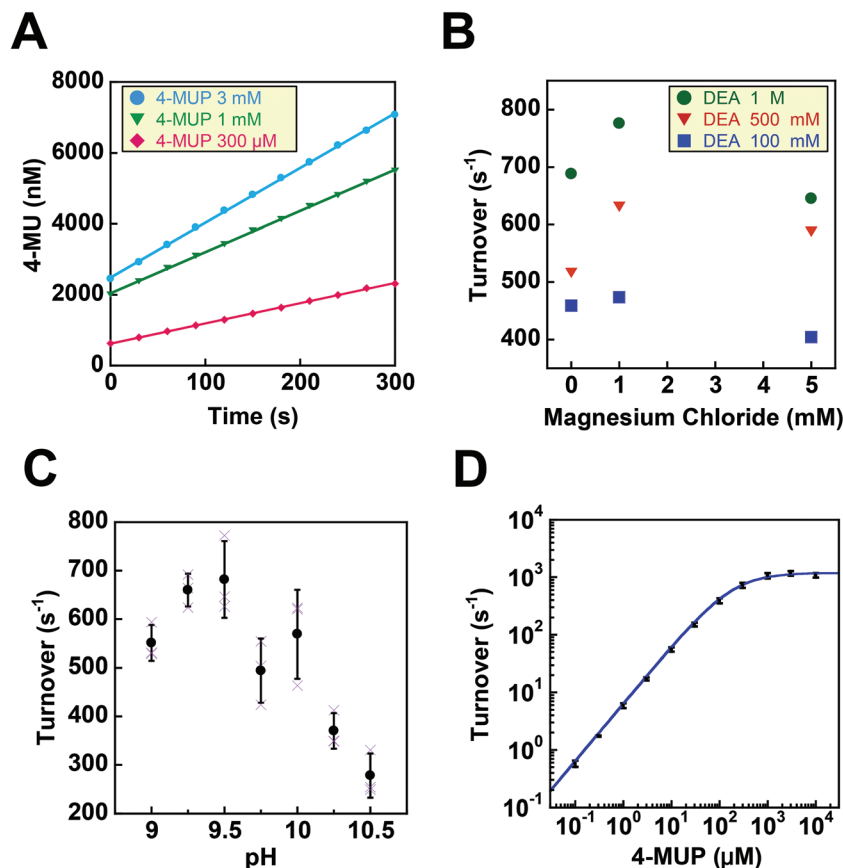 A
8000
6000
4000
2000
0
4-MU (nM)
4-MUP 3 mM
4-MUP 1 mM
4-MUP 300 µM
0 100 200 300
Time (s)
B
800
700
600
500
400
Turnover (s⁻¹)
DEA 1 M
DEA 500 mM
DEA 100 mM
0 1 2 3 4 5
Magnesium Chloride (mM)
C
800
700
600
500
400
300
200
Turnover (s⁻¹)
9 9.5 10 10.5
pH
D
10⁴
10³
10²
10¹
10⁰
10⁻¹
Turnover (s⁻¹)
10⁻¹ 10⁰ 10¹ 10² 10³ 10⁴
4-MUP (µM)